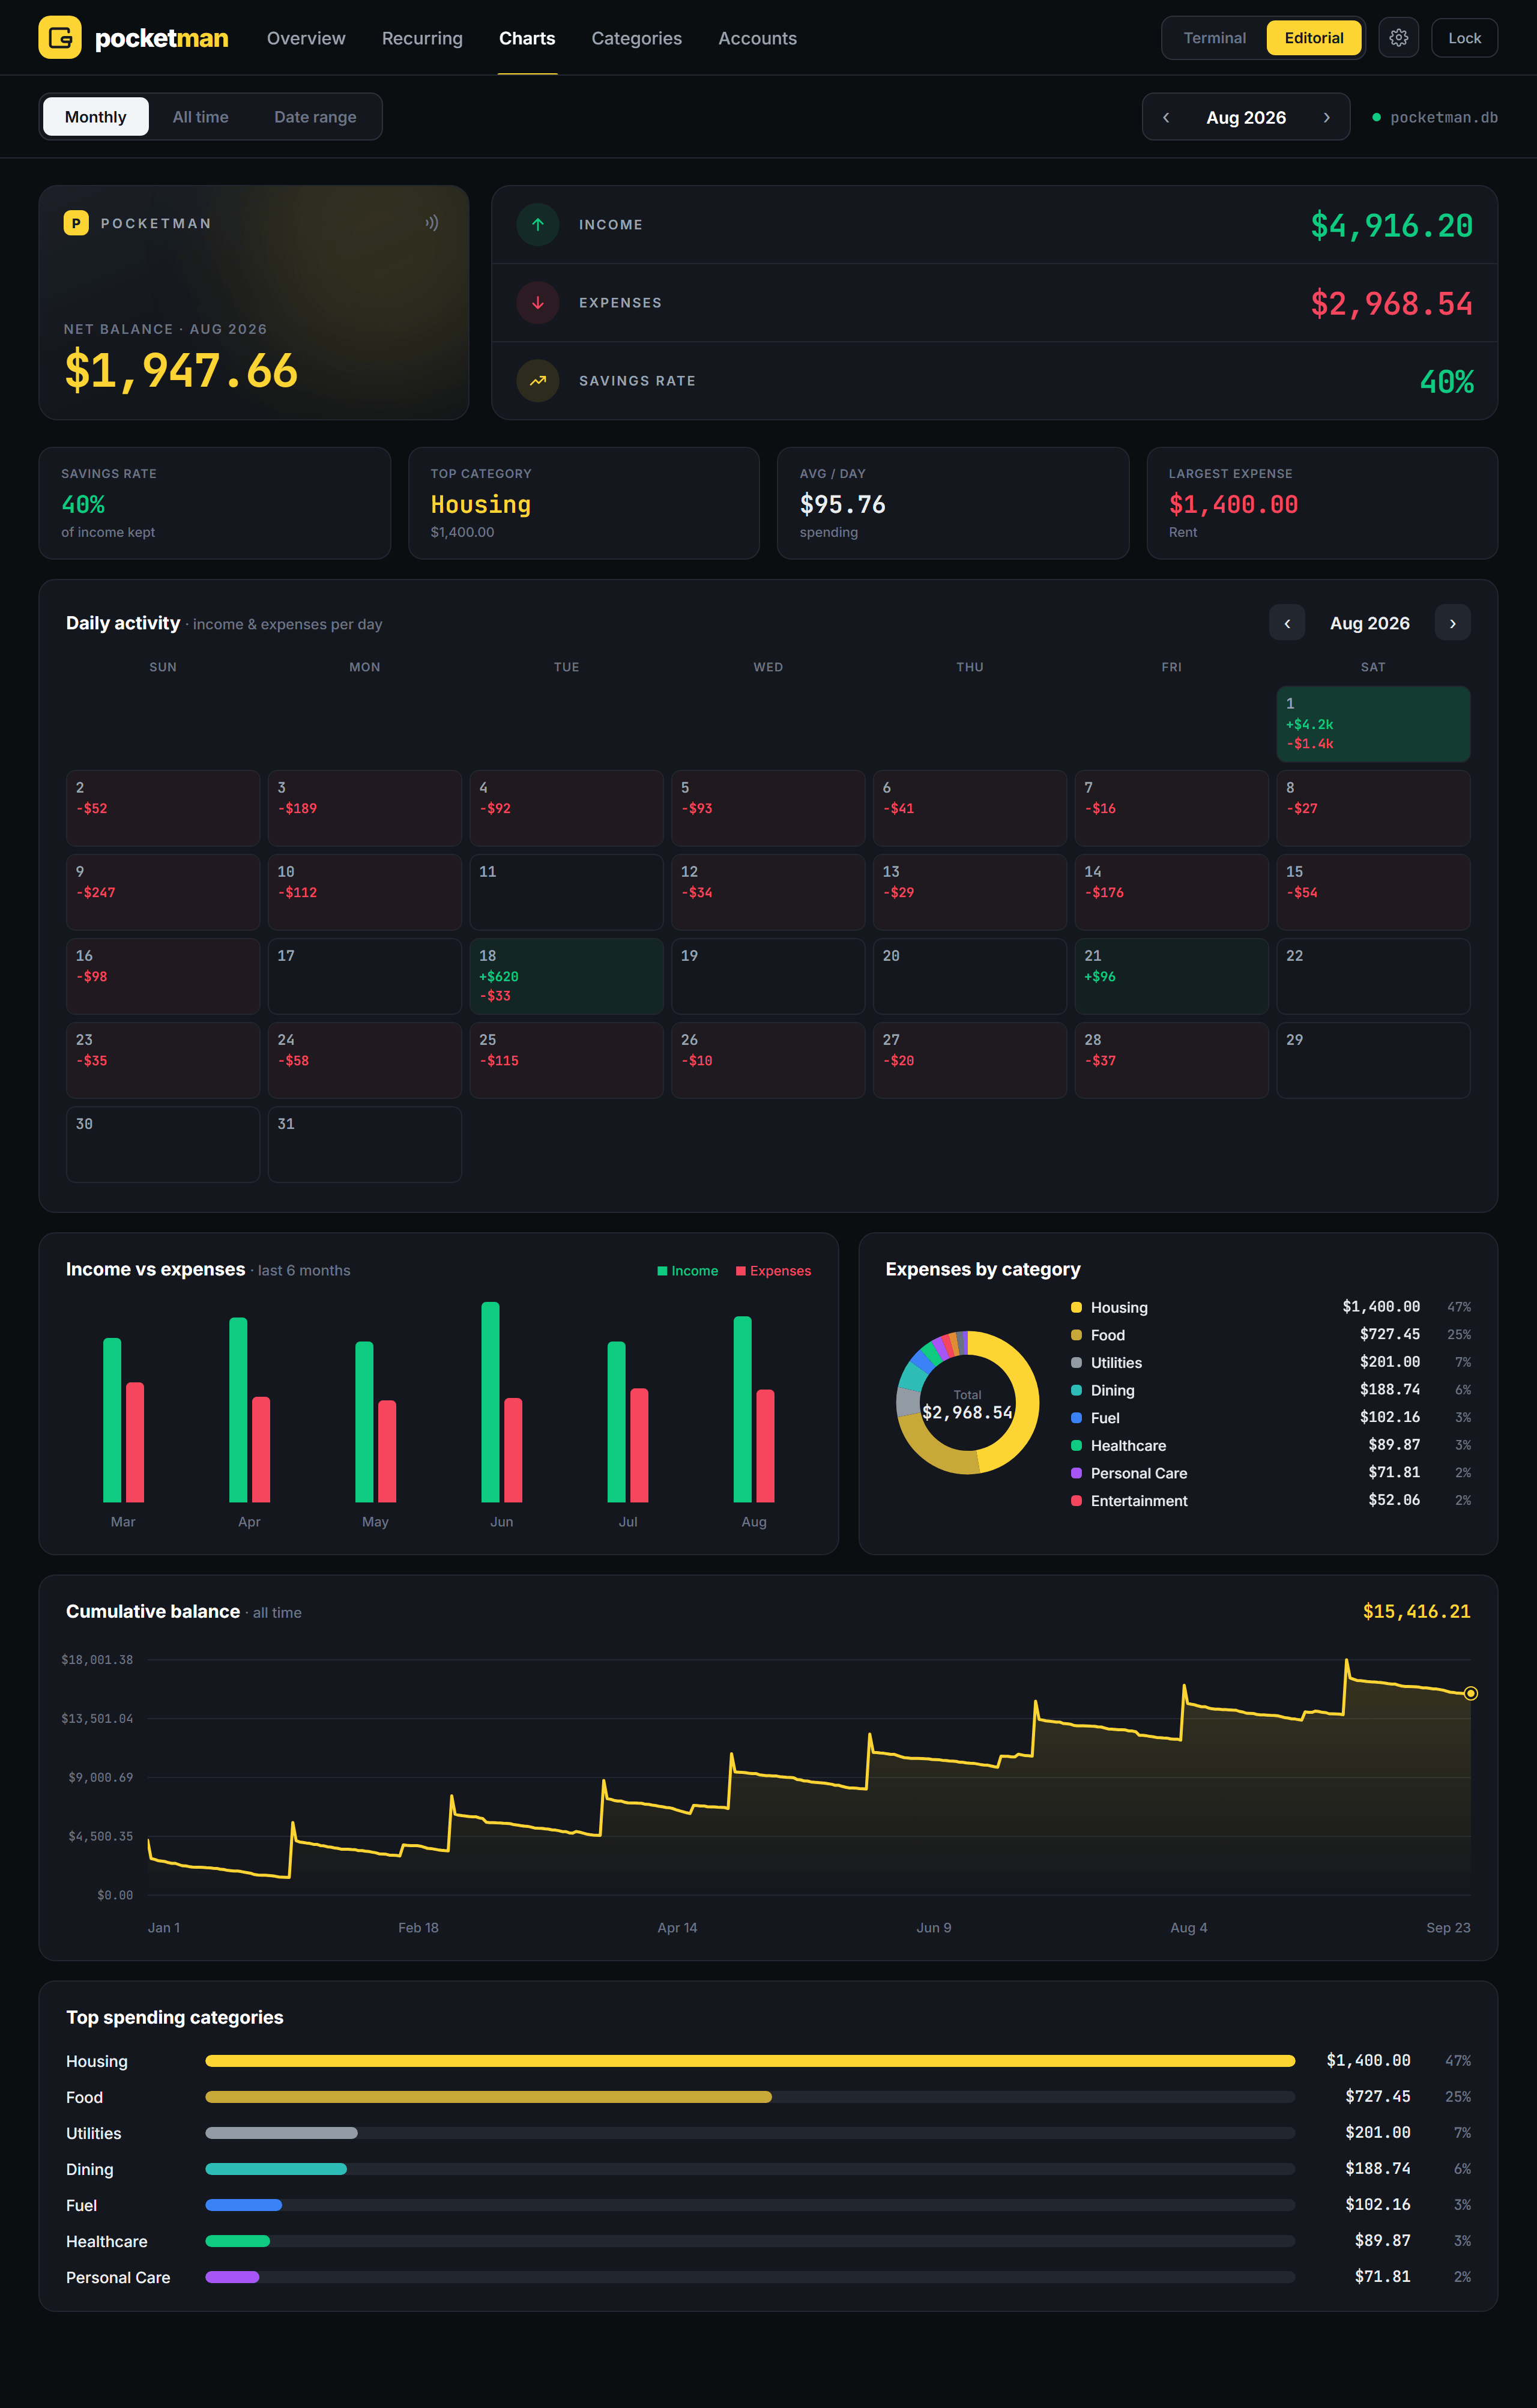 pocketman Overview Recurring Charts Categories Accounts Terminal Editorial Lock
Monthly All time Date range ‹ Aug 2026 › pocketman.db
P POCKETMAN
NET BALANCE · AUG 2026
$1,947.66
INCOME $4,916.20
EXPENSES $2,968.54
SAVINGS RATE 40%
SAVINGS RATE
40%
of income kept
TOP CATEGORY
Housing
$1,400.00
AVG / DAY
$95.76
spending
LARGEST EXPENSE
$1,400.00
Rent
Daily activity · income & expenses per day ‹ Aug 2026 ›
SUN MON TUE WED THU FRI SAT
1
+$4.2k
-$1.4k
2 3 4 5 6 7 8
-$52 -$189 -$92 -$93 -$41 -$16 -$27
9 10 11 12 13 14 15
-$247 -$112 -$34 -$29 -$176 -$54
16 17 18 19 20 21 22
-$98 +$620 +$96
-$33
23 24 25 26 27 28 29
-$35 -$58 -$115 -$10 -$20 -$37
30 31
Income vs expenses · last 6 months Income Expenses
Mar Apr May Jun Jul Aug
Expenses by category
Total
$2,968.54
Housing $1,400.00 47%
Food $727.45 25%
Utilities $201.00 7%
Dining $188.74 6%
Fuel $102.16 3%
Healthcare $89.87 3%
Personal Care $71.81 2%
Entertainment $52.06 2%
Cumulative balance · all time $15,416.21
$18,001.38
$13,501.04
$9,000.69
$4,500.35
$0.00
Jan 1 Feb 18 Apr 14 Jun 9 Aug 4 Sep 23
Top spending categories
Housing $1,400.00 47%
Food $727.45 25%
Utilities $201.00 7%
Dining $188.74 6%
Fuel $102.16 3%
Healthcare $89.87 3%
Personal Care $71.81 2%